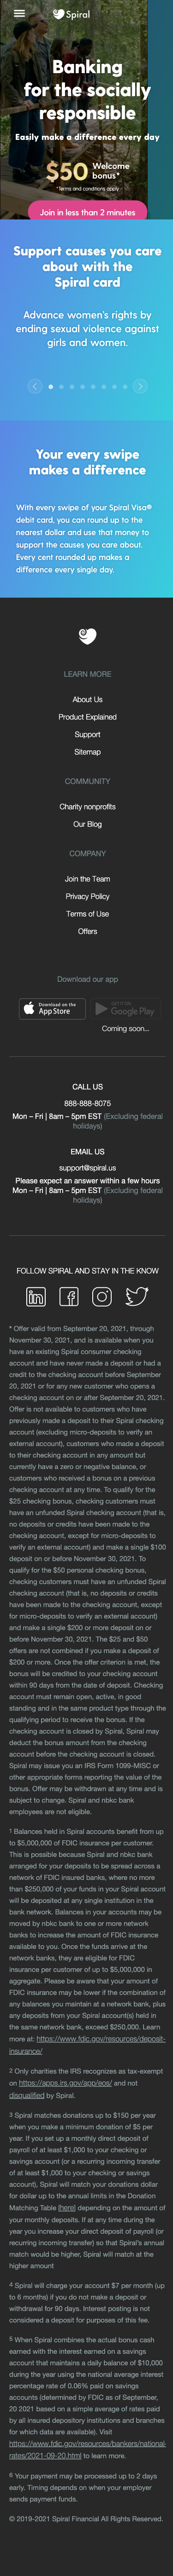 Spiral
Banking
for the socially
responsible
Easily make a difference every day
$50 Welcome
bonus*
*Terms and conditions apply
Join in less than 2 minutes
Support causes you care
about with the
Spiral card
Advance women's rights by
ending sexual violence against
girls and women.
Your every swipe
makes a difference
With every swipe of your Spiral Visa®
debit card, you can round up to the
nearest dollar and use that money to
support the causes you care about.
Every cent rounded up makes a
difference every single day.
LEARN MORE
About Us
Product Explained
Support
Sitemap
COMMUNITY
Charity nonprofits
Our Blog
COMPANY
Join the Team
Privacy Policy
Terms of Use
Offers
Download our app
Download on the
App Store
GET IT ON
Google Play
Coming soon...
CALL US
888-888-8075
Mon – Fri | 8am – 5pm EST (Excluding federal
holidays)
EMAIL US
support@spiral.us
Please expect an answer within a few hours
Mon – Fri | 8am – 5pm EST (Excluding federal
holidays)
FOLLOW SPIRAL AND STAY IN THE KNOW
* Offer valid from September 20, 2021, through
November 30, 2021, and is available when you
have an existing Spiral consumer checking
account and have never made a deposit or had a
credit to the checking account before September
20, 2021 or for any new customer who opens a
checking account on or after September 20, 2021.
Offer is not available to customers who have
previously made a deposit to their Spiral checking
account (excluding micro-deposits to verify an
external account), customers who made a deposit
to their checking account in any amount but
currently have a zero or negative balance, or
customers who received a bonus on a previous
checking account at any time. To qualify for the
$25 checking bonus, checking customers must
have an unfunded Spiral checking account (that is,
no deposits or credits have been made to the
checking account, except for micro-deposits to
verify an external account) and make a single $100
deposit on or before November 30, 2021. To
qualify for the $50 personal checking bonus,
checking customers must have an unfunded Spiral
checking account (that is, no deposits or credits
have been made to the checking account, except
for micro-deposits to verify an external account)
and make a single $200 or more deposit on or
before November 30, 2021. The $25 and $50
offers are not combined if you make a deposit of
$200 or more. Once the offer criterion is met, the
bonus will be credited to your checking account
within 90 days from the date of deposit. Checking
account must remain open, active, in good
standing and in the same product type through the
qualifying period to receive the bonus. If the
checking account is closed by Spiral, Spiral may
deduct the bonus amount from the checking
account before the checking account is closed.
Spiral may issue you an IRS Form 1099-MISC or
other appropriate forms reporting the value of the
bonus. Offer may be withdrawn at any time and is
subject to change. Spiral and nbkc bank
employees are not eligible.
1 Balances held in Spiral accounts benefit from up
to $5,000,000 of FDIC insurance per customer.
This is possible because Spiral and nbkc bank
arranged for your deposits to be spread across a
network of FDIC insured banks, where no more
than $250,000 of your funds in your Spiral account
will be deposited at any single institution in the
bank network. Balances in your accounts may be
moved by nbkc bank to one or more network
banks to increase the amount of FDIC insurance
available to you. Once the funds arrive at the
network banks, they are eligible for FDIC
insurance per customer of up to $5,000,000 in
aggregate. Please be aware that your amount of
FDIC insurance may be lower if the combination of
any balances you maintain at a network bank, plus
any deposits from your Spiral account(s) held in
the same network bank, exceed $250,000. Learn
more at: https://www.fdic.gov/resources/deposit-
insurance/
2 Only charities the IRS recognizes as tax-exempt
on https://apps.irs.gov/app/eos/ and not
disqualified by Spiral.
3 Spiral matches donations up to $150 per year
when you make a minimum donation of $5 per
year. If you set up a monthly direct deposit of
payroll of at least $1,000 to your checking or
savings account (or a recurring incoming transfer
of at least $1,000 to your checking or savings
account), Spiral will match your donations dollar
for dollar up to the annual limits in the Donation
Matching Table [here] depending on the amount of
your monthly deposits. If at any time during the
year you increase your direct deposit of payroll (or
recurring incoming transfer) so that Spiral's annual
match would be higher, Spiral will match at the
higher amount
4 Spiral will charge your account $7 per month (up
to 6 months) if you do not make a deposit or
withdrawal for 90 days. Interest posting is not
considered a deposit for purposes of this fee.
5 When Spiral combines the actual bonus cash
earned with the interest earned on a savings
account that maintains a daily balance of $10,000
during the year using the national average interest
percentage rate of 0.06% paid on savings
accounts (determined by FDIC as of September,
20 2021 based on a simple average of rates paid
by all insured depository institutions and branches
for which data are available). Visit
https://www.fdic.gov/resources/bankers/national-
rates/2021-09-20.html to learn more.
6 Your payment may be processed up to 2 days
early. Timing depends on when your employer
sends payment funds.
© 2019-2021 Spiral Financial All Rights Reserved.